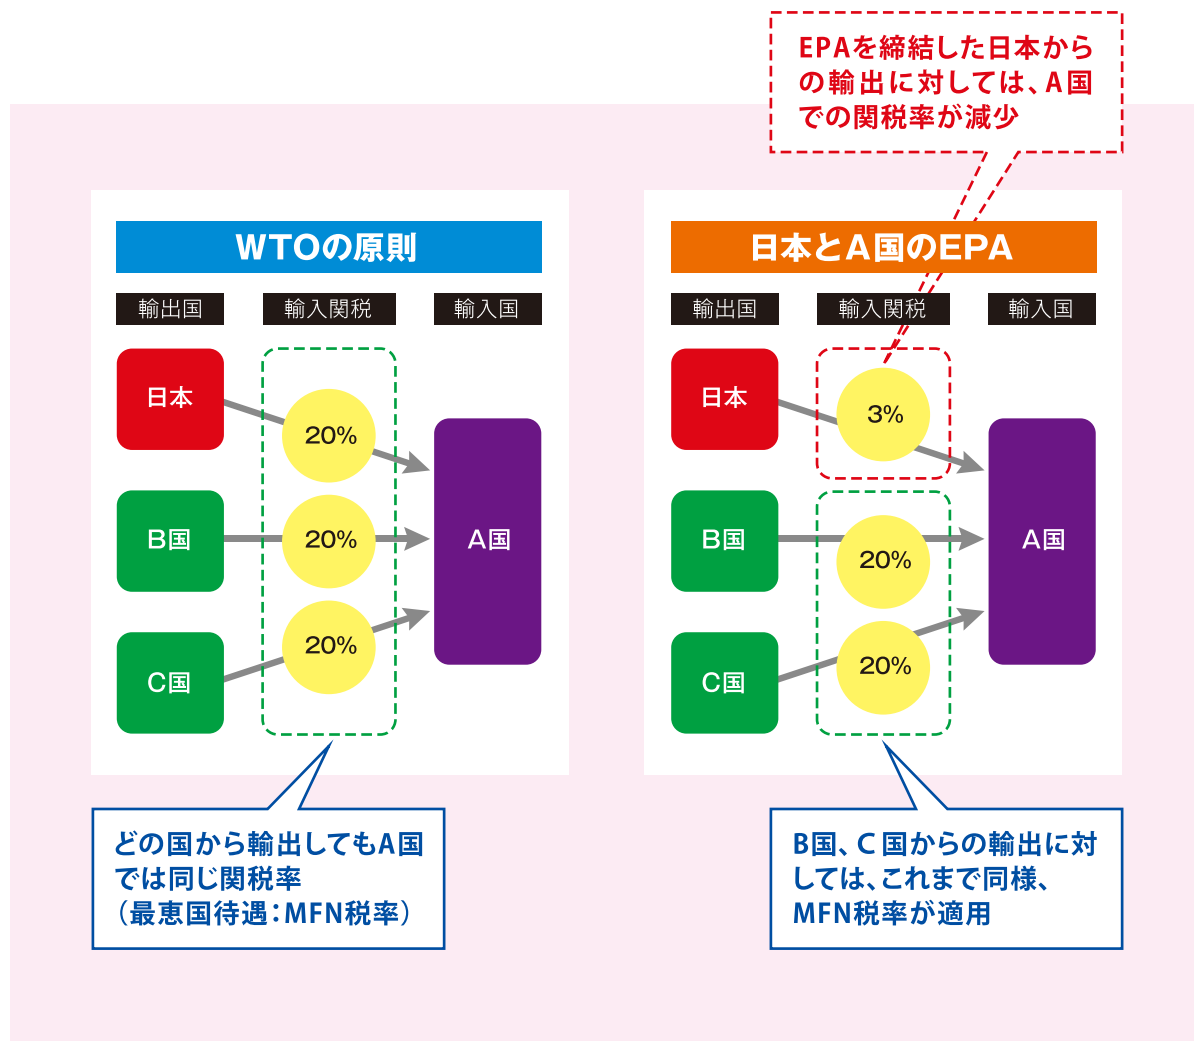 EPAを締結した日本から
の輸出に対しては、A国
での関税率が減少
WTOの原則
輸出国
輸入関税
輸入国
日本
20%
B国
20%
A国
C国
20%
どの国から輸出してもA国
では同じ関税率
（最恵国待遇：MFN税率）
日本とA国のEPA
輸出国
輸入関税
輸入国
日本
3%
B国
20%
A国
C国
20%
B国、C国からの輸出に対
しては、これまで同様、
MFN税率が適用